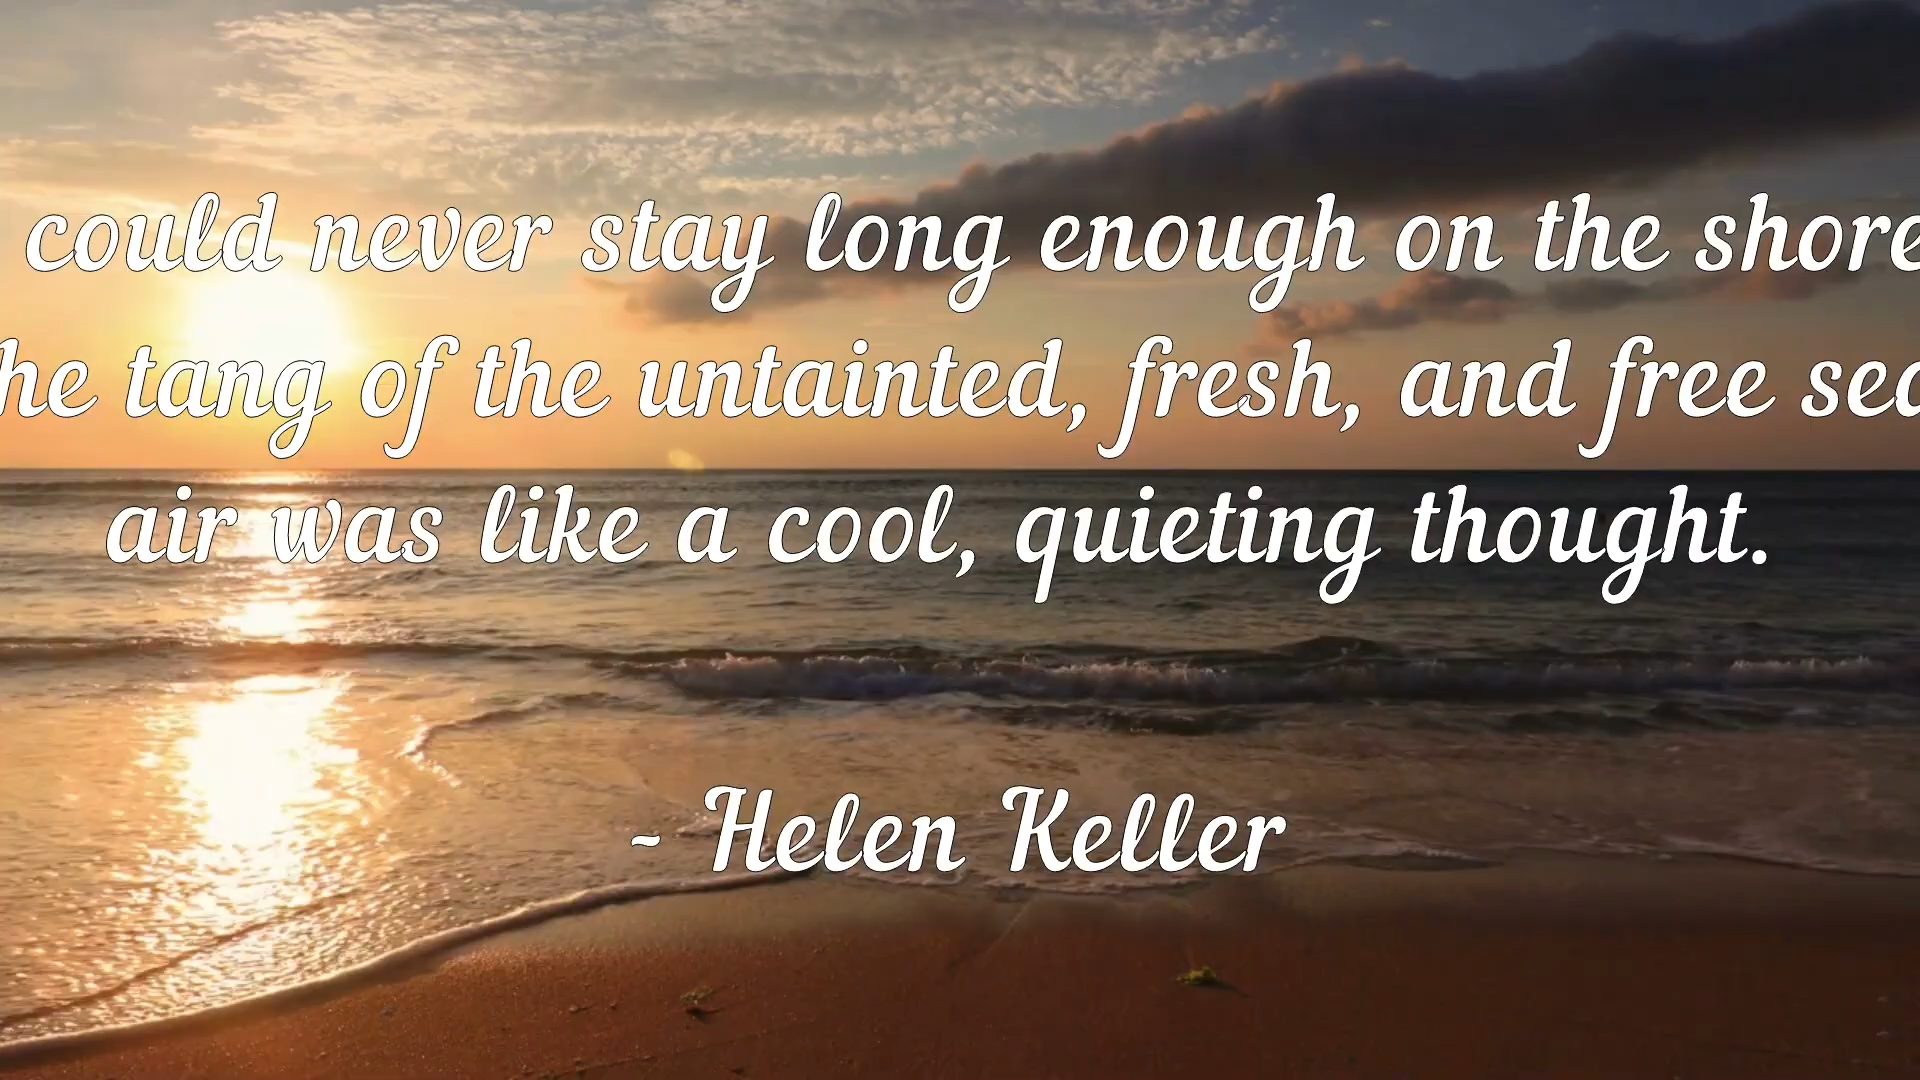 could never stay long enough on the shore
he tang of the untainted, fresh, and free sea
air was like a cool, quieting thought.
- Helen Keller